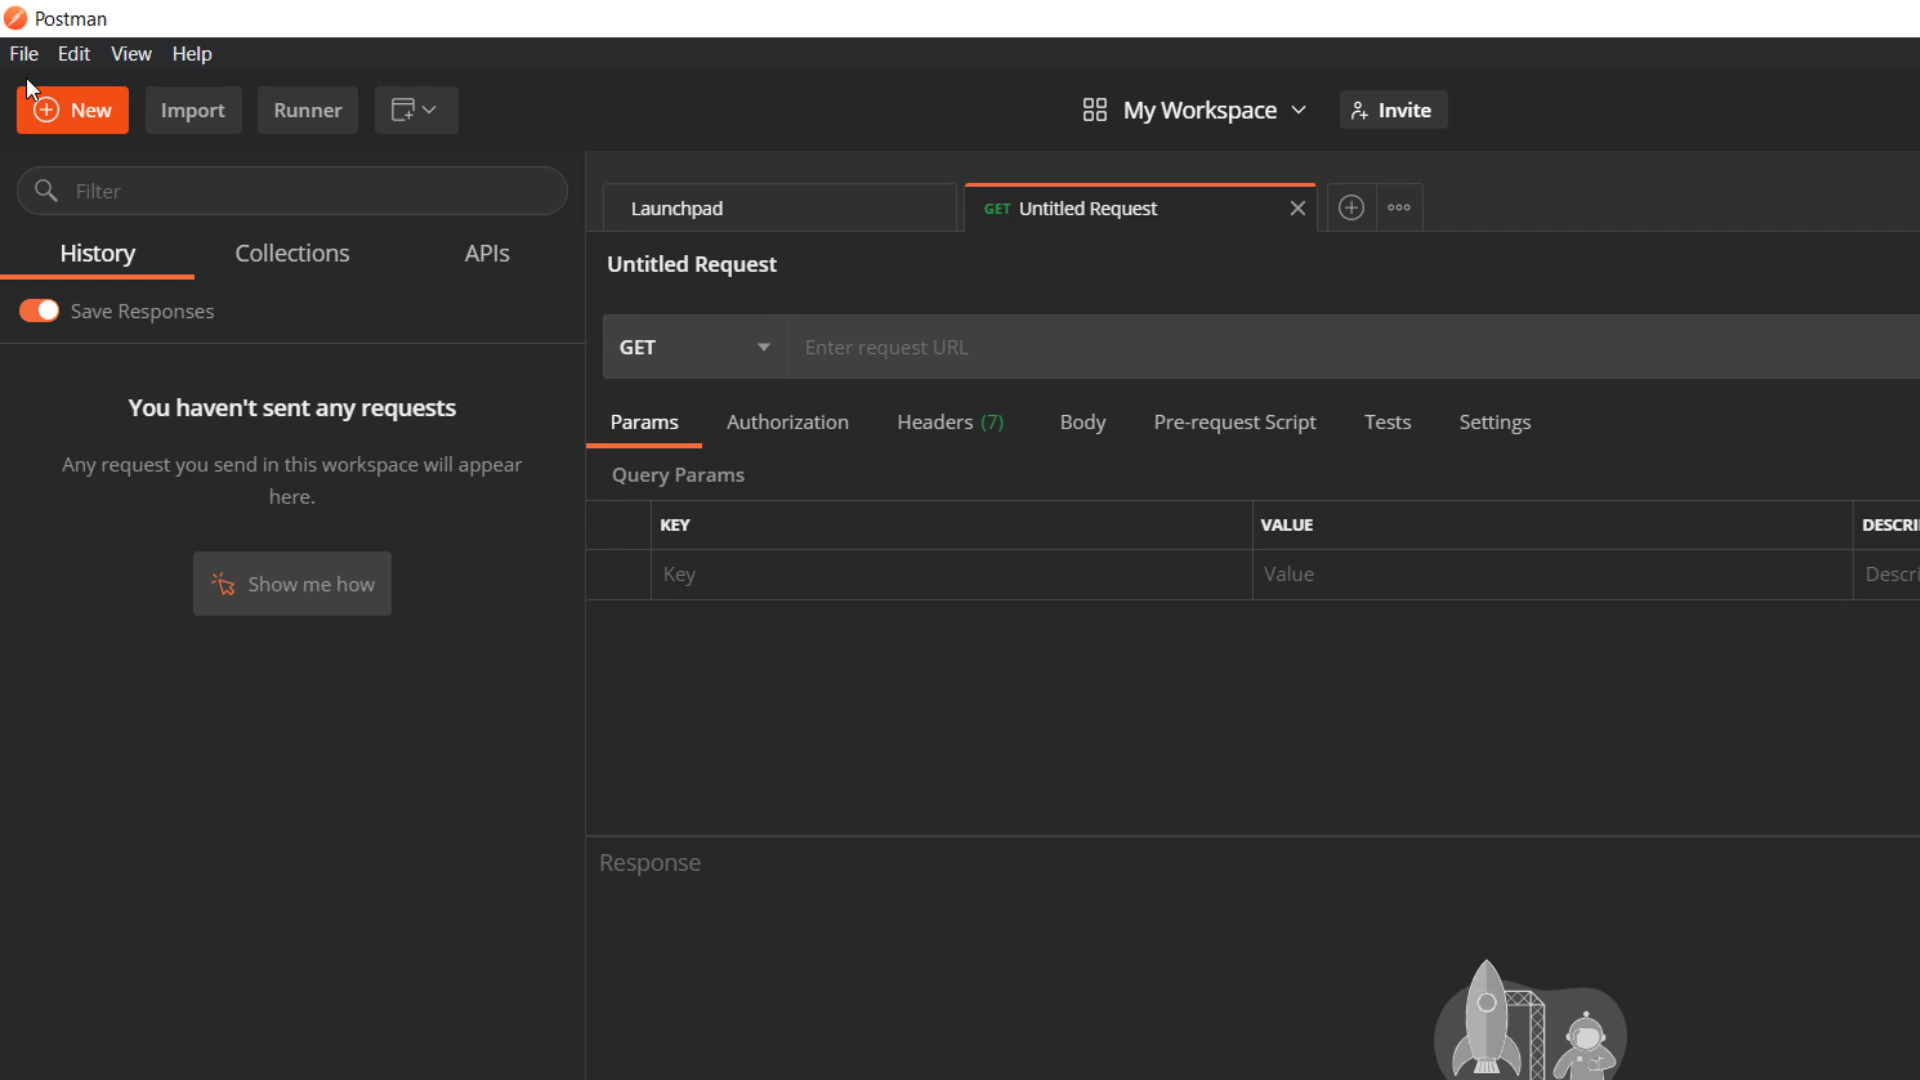 Postman
File Edit View Help
New Import Runner My Workspace Invite
Filter
History Collections APIs
Save Responses
You haven't sent any requests
Any request you send in this workspace will appear
here.
Show me how
Launchpad GET Untitled Request
Untitled Request
GET Enter request URL
Params Authorization Headers (7) Body Pre-request Script Tests Settings
Query Params
KEY VALUE DESCRI
Key Value Descri
Response